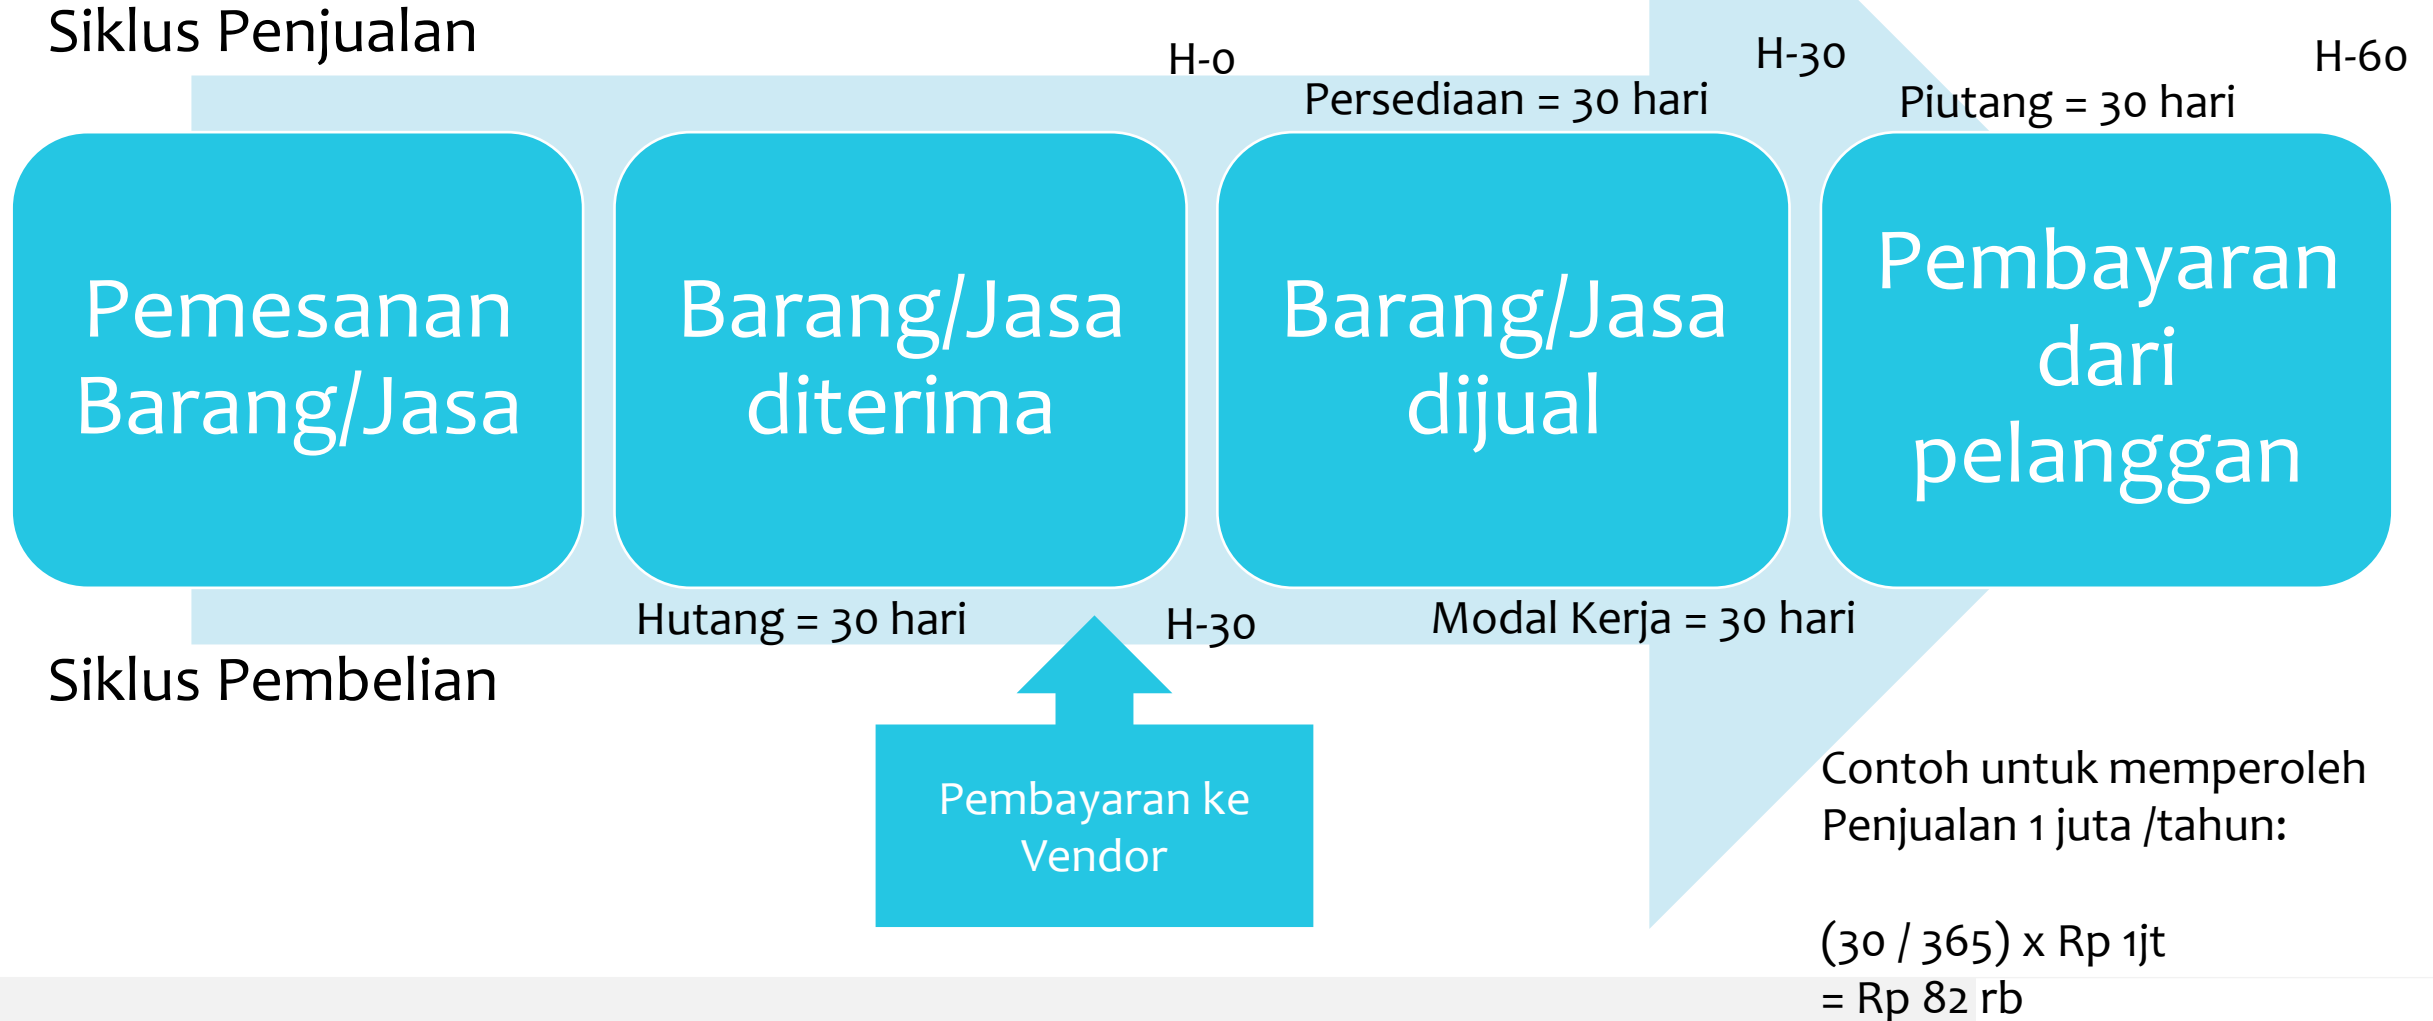 Siklus Penjualan
H-0
H-30
H-60
Persediaan = 30 hari
Piutang = 30 hari
Pemesanan
Barang/Jasa
Barang/Jasa
diterima
Barang/Jasa
dijual
Pembayaran
dari
pelanggan
Hutang = 30 hari
H-30
Modal Kerja = 30 hari
Siklus Pembelian
Pembayaran ke
Vendor
Contoh untuk memperoleh
Penjualan 1 juta /tahun:
(30 / 365) x Rp 1jt
= Rp 82 rb